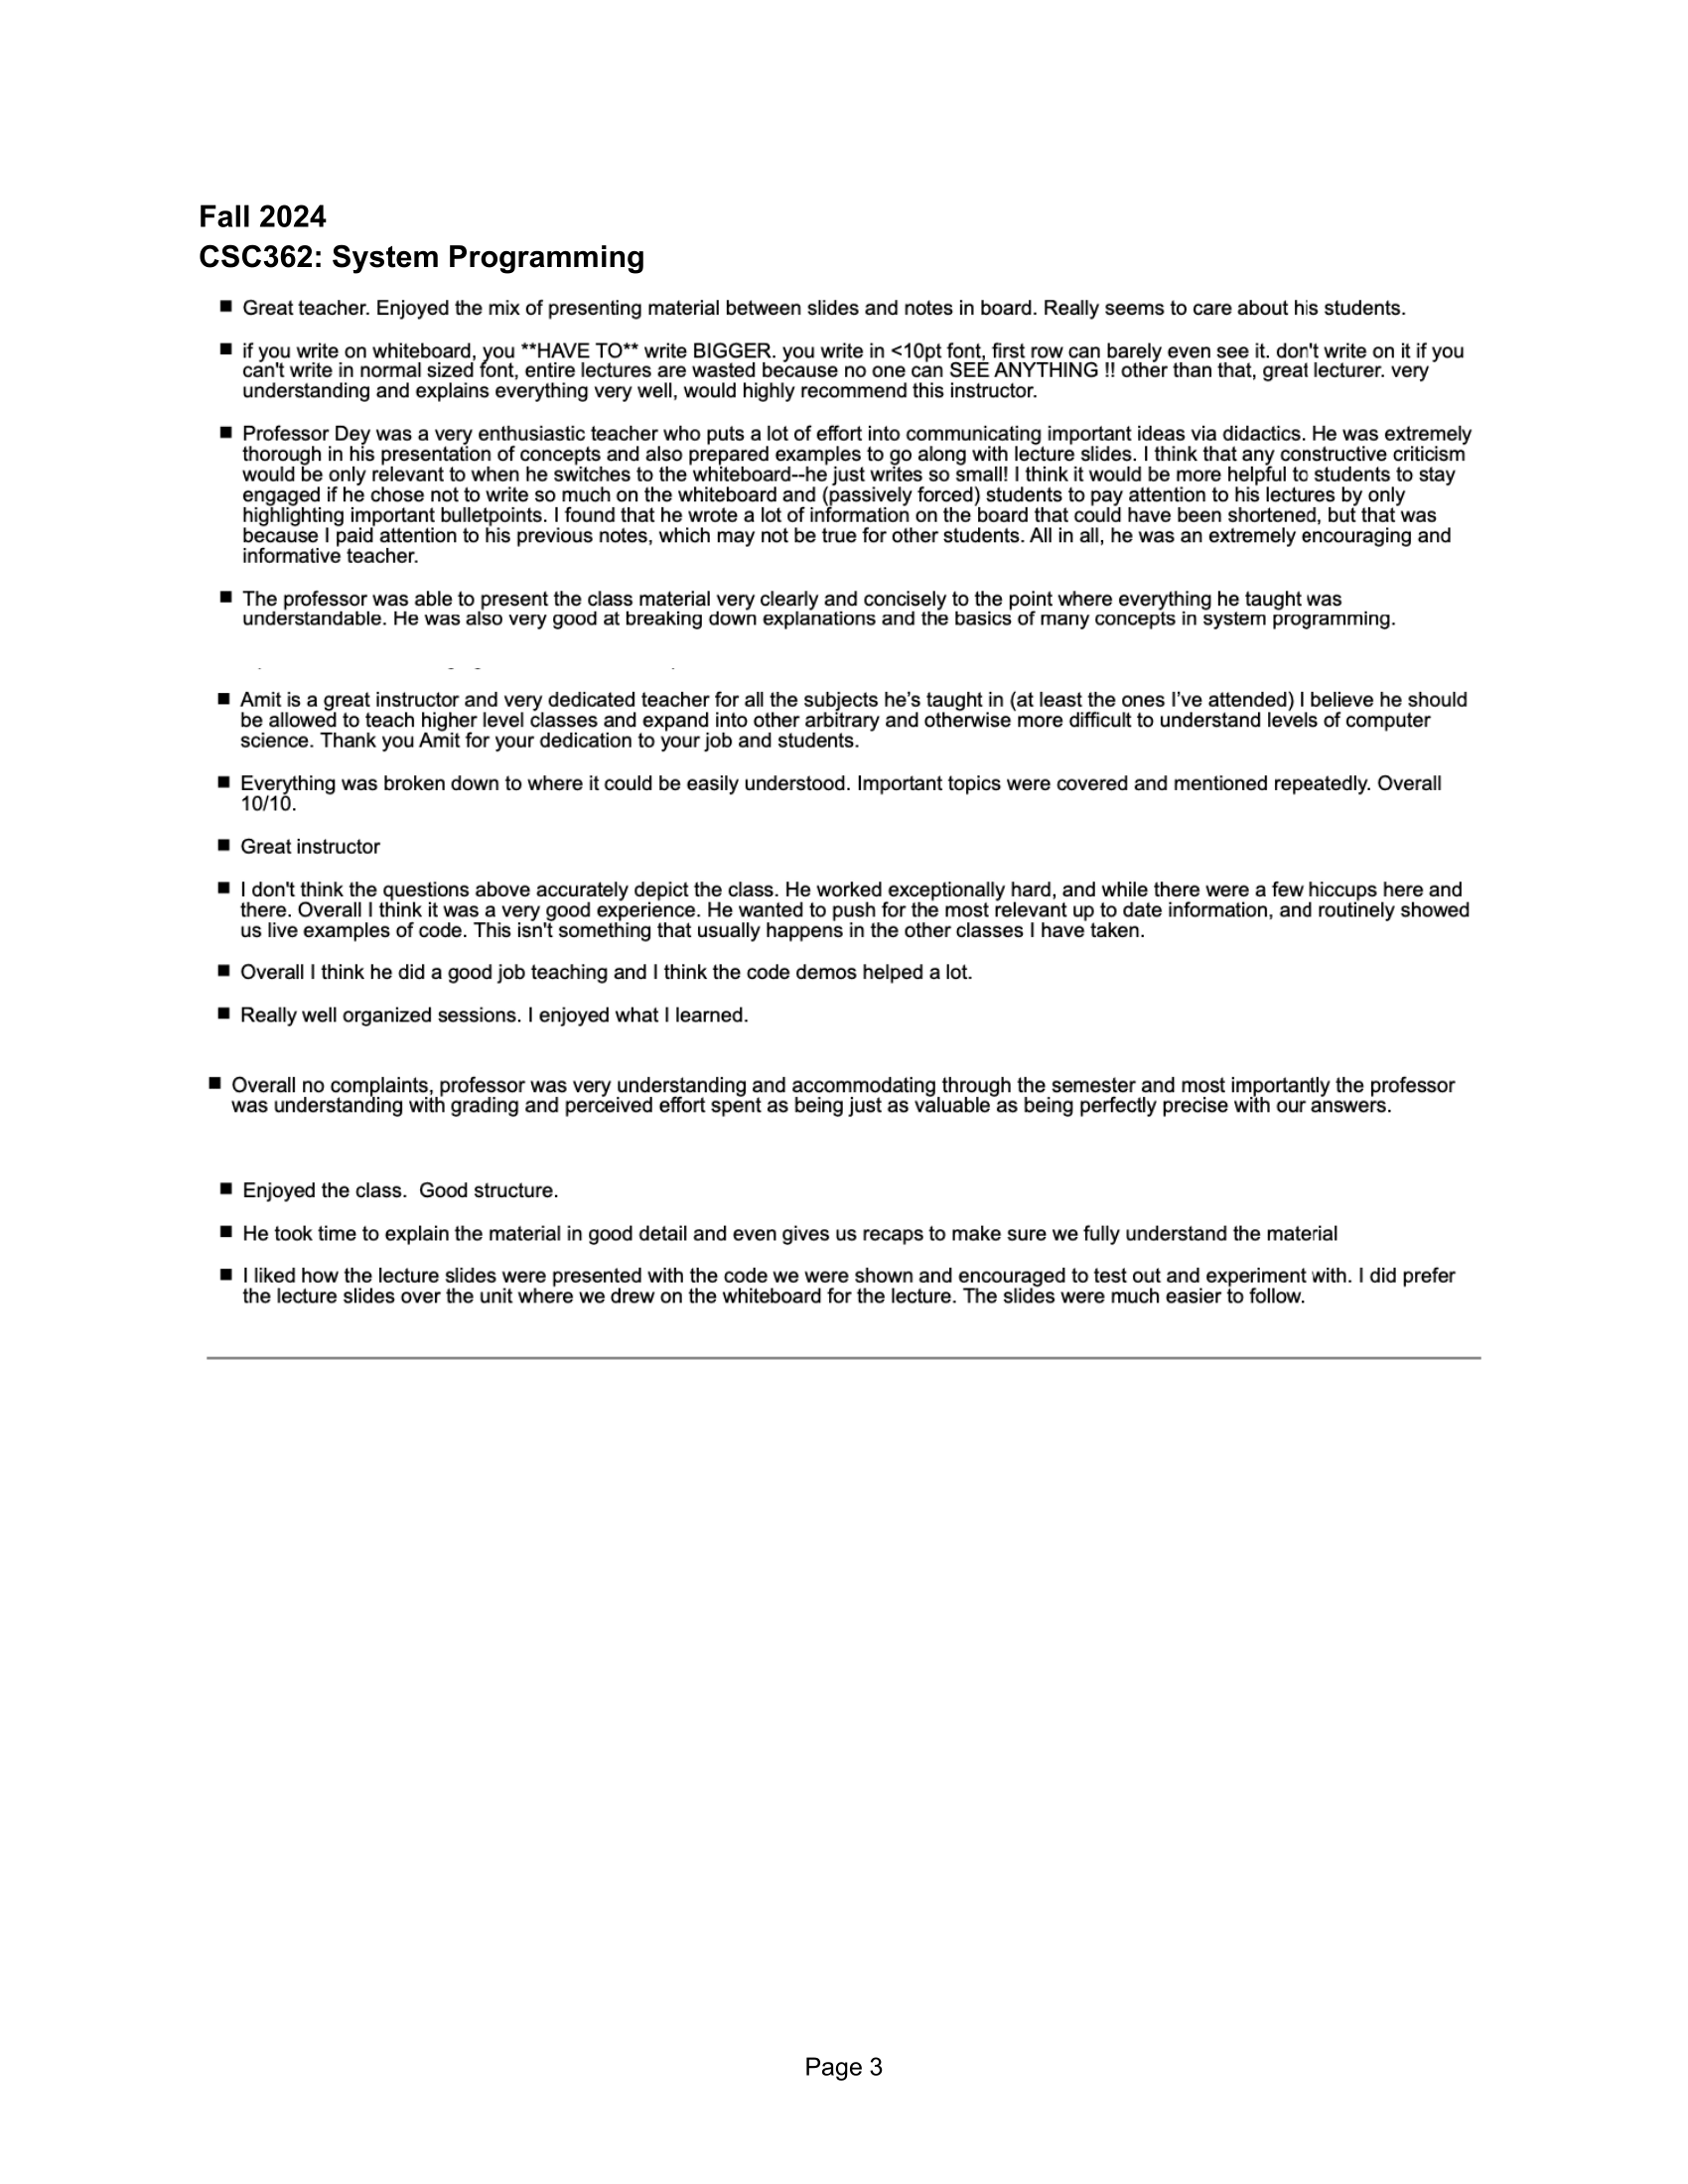 Fall 2024
CSC362: System Programming
■ Great teacher. Enjoyed the mix of presenting material between slides and notes in board. Really seems to care about his students.
■ if you write on whiteboard, you **HAVE TO** write BIGGER. you write in <10pt font, first row can barely even see it. don't write on it if you
can't write in normal sized font, entire lectures are wasted because no one can SEE ANYTHING !! other than that, great lecturer. very
understanding and explains everything very well, would highly recommend this instructor.
■ Professor Dey was a very enthusiastic teacher who puts a lot of effort into communicating important ideas via didactics. He was extremely
thorough in his presentation of concepts and also prepared examples to go along with lecture slides. I think that any constructive criticism
would be only relevant to when he switches to the whiteboard--he just writes so small! I think it would be more helpful to students to stay
engaged if he chose not to write so much on the whiteboard and (passively forced) students to pay attention to his lectures by only
highlighting important bulletpoints. I found that he wrote a lot of information on the board that could have been shortened, but that was
because I paid attention to his previous notes, which may not be true for other students. All in all, he was an extremely encouraging and
informative teacher.
■ The professor was able to present the class material very clearly and concisely to the point where everything he taught was
understandable. He was also very good at breaking down explanations and the basics of many concepts in system programming.
■ Amit is a great instructor and very dedicated teacher for all the subjects he’s taught in (at least the ones I’ve attended) I believe he should
be allowed to teach higher level classes and expand into other arbitrary and otherwise more difficult to understand levels of computer
science. Thank you Amit for your dedication to your job and students.
■ Everything was broken down to where it could be easily understood. Important topics were covered and mentioned repeatedly. Overall
10/10.
■ Great instructor
■ I don't think the questions above accurately depict the class. He worked exceptionally hard, and while there were a few hiccups here and
there. Overall I think it was a very good experience. He wanted to push for the most relevant up to date information, and routinely showed
us live examples of code. This isn't something that usually happens in the other classes I have taken.
■ Overall I think he did a good job teaching and I think the code demos helped a lot.
■ Really well organized sessions. I enjoyed what I learned.
■ Overall no complaints, professor was very understanding and accommodating through the semester and most importantly the professor
was understanding with grading and perceived effort spent as being just as valuable as being perfectly precise with our answers.
■ Enjoyed the class.  Good structure.
■ He took time to explain the material in good detail and even gives us recaps to make sure we fully understand the material
■ I liked how the lecture slides were presented with the code we were shown and encouraged to test out and experiment with. I did prefer
the lecture slides over the unit where we drew on the whiteboard for the lecture. The slides were much easier to follow.
Page 3